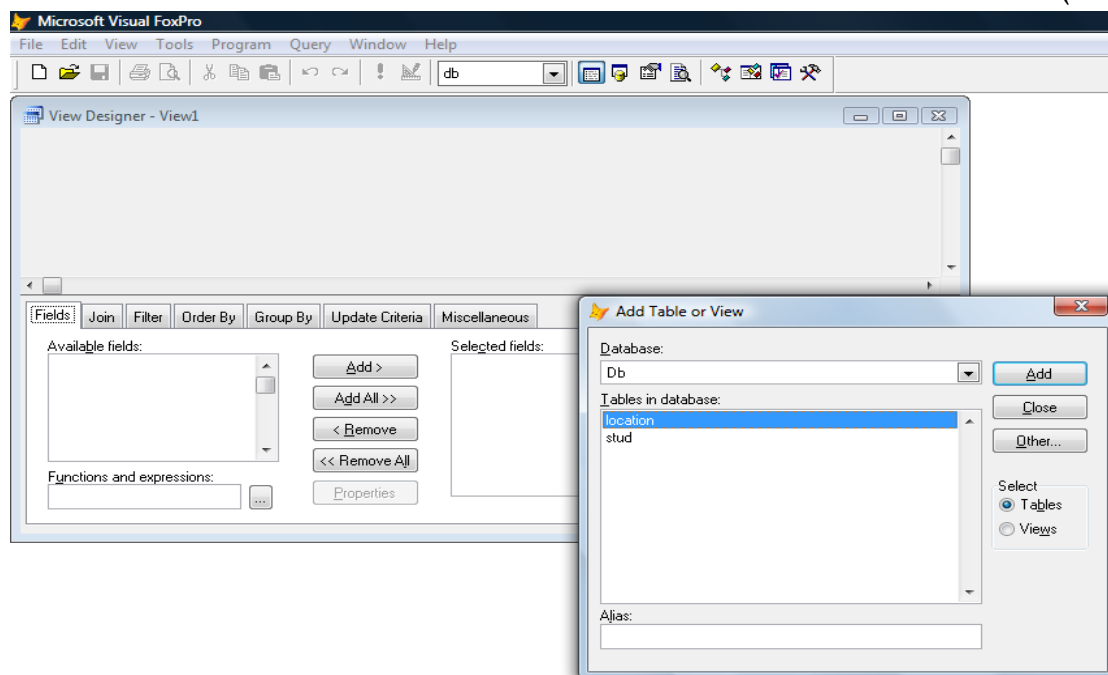 Microsoft Visual FoxPro
File Edit View Tools Program Query Window Help
db
View Designer - View1
Fields Join Filter Order By Group By Update Criteria Miscellaneous
Available fields:
Selected fields:
Add >
Add All >>
< Remove
<< Remove All
Properties
Functions and expressions:
...
Add Table or View
Database:
Db
Add
Tables in database:
Close
location
stud
Other...
Select
Tables
Views
Alias: